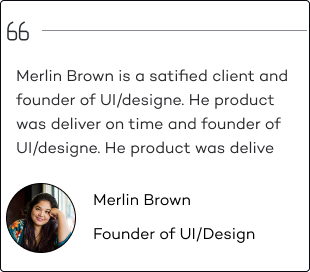 Merlin Brown is a satified client and
founder of UI/designe. He product
was deliver on time and founder of
UI/designe. He product was delive
Merlin Brown
Founder of UI/Design